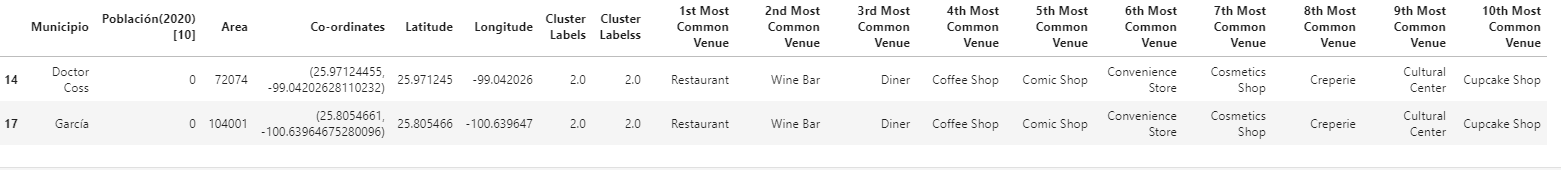 Municipio Población(2020) [10] Area Co-ordinates Latitude Longitude Cluster Labels Cluster Labelss 1st Most Common Venue 2nd Most Common Venue 3rd Most Common Venue 4th Most Common Venue 5th Most Common Venue 6th Most Common Venue 7th Most Common Venue 8th Most Common Venue 9th Most Common Venue 10th Most Common Venue
14 Doctor Coss 0 72074 (25.97124455, -99.04202628110232) 25.971245 -99.042026 2.0 2.0 Restaurant Wine Bar Diner Coffee Shop Comic Shop Convenience Store Cosmetics Shop Creperie Cultural Center Cupcake Shop
17 García 0 104001 (25.8054661, -100.63964675280096) 25.805466 -100.639647 2.0 2.0 Restaurant Wine Bar Diner Coffee Shop Comic Shop Convenience Store Cosmetics Shop Creperie Cultural Center Cupcake Shop